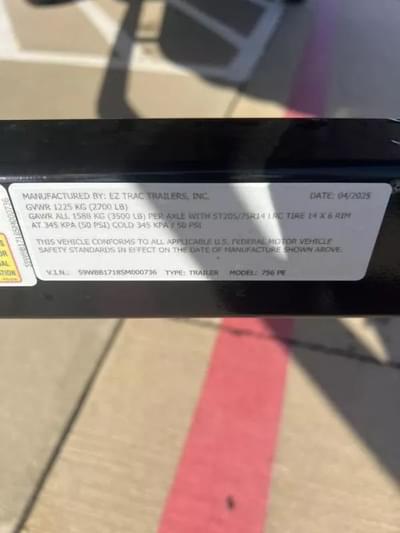 MANUFACTURED BY: EZ TRAC TRAILERS, INC. DATE: 04/2025
GVWR 1225 KG (2700 LB)
GAWR ALL 1588 KG (3500 LB) PER AXLE WITH ST205/75R14 LRC TIRE 14 X 6 RIM
AT 345 KPA (50 PSI) COLD 345 KPA / 50 PSI
THIS VEHICLE CONFORMS TO ALL APPLICABLE U.S. FEDERAL MOTOR VEHICLE
SAFETY STANDARDS IN EFFECT ON THE DATE OF MANUFACTURE SHOWN ABOVE.
V.I.N.: 59WBB1718SM000736 TYPE: TRAILER MODEL: 756 PE